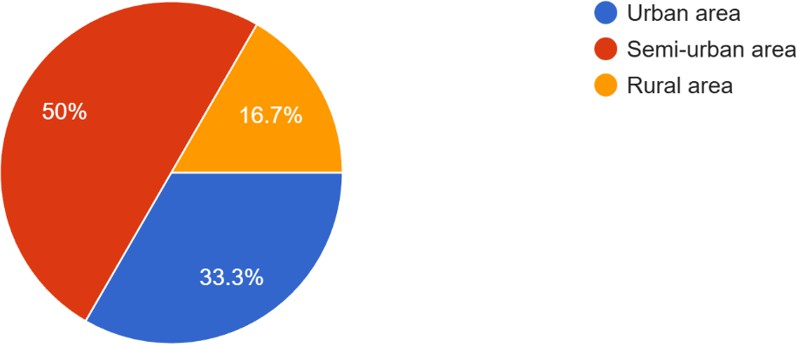 Urban area
Semi-urban area
Rural area
50%
16.7%
33.3%